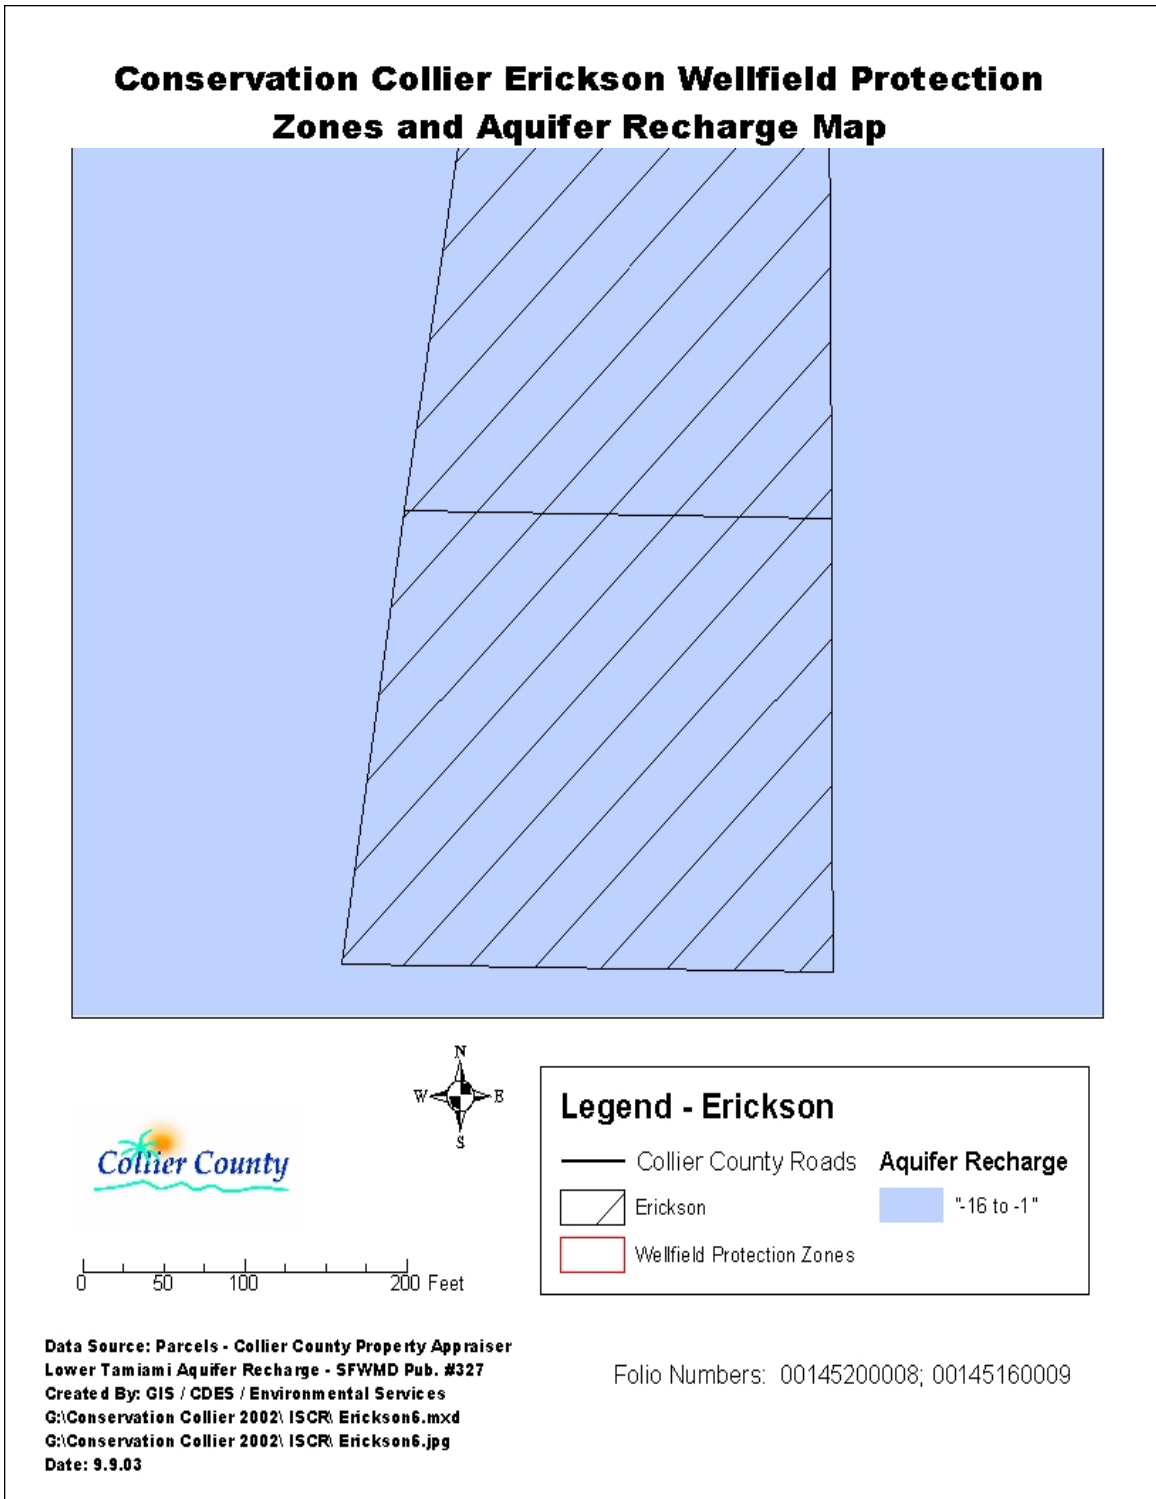 Conservation Collier Erickson Wellfield Protection
Zones and Aquifer Recharge Map
N
W E
S
Collier County
0 50 100 200 Feet
Legend - Erickson
Collier County Roads
Erickson
Wellfield Protection Zones
Aquifer Recharge
"-16 to -1"
Data Source: Parcels - Collier County Property Appraiser
Lower Tamiami Aquifer Recharge - SFWMD Pub. #327
Created By: GIS / CDES / Environmental Services
G:\Conservation Collier 2002\ ISCR\ Erickson6.mxd
G:\Conservation Collier 2002\ ISCR\ Erickson6.jpg
Date: 9.9.03
Folio Numbers: 00145200008; 00145160009